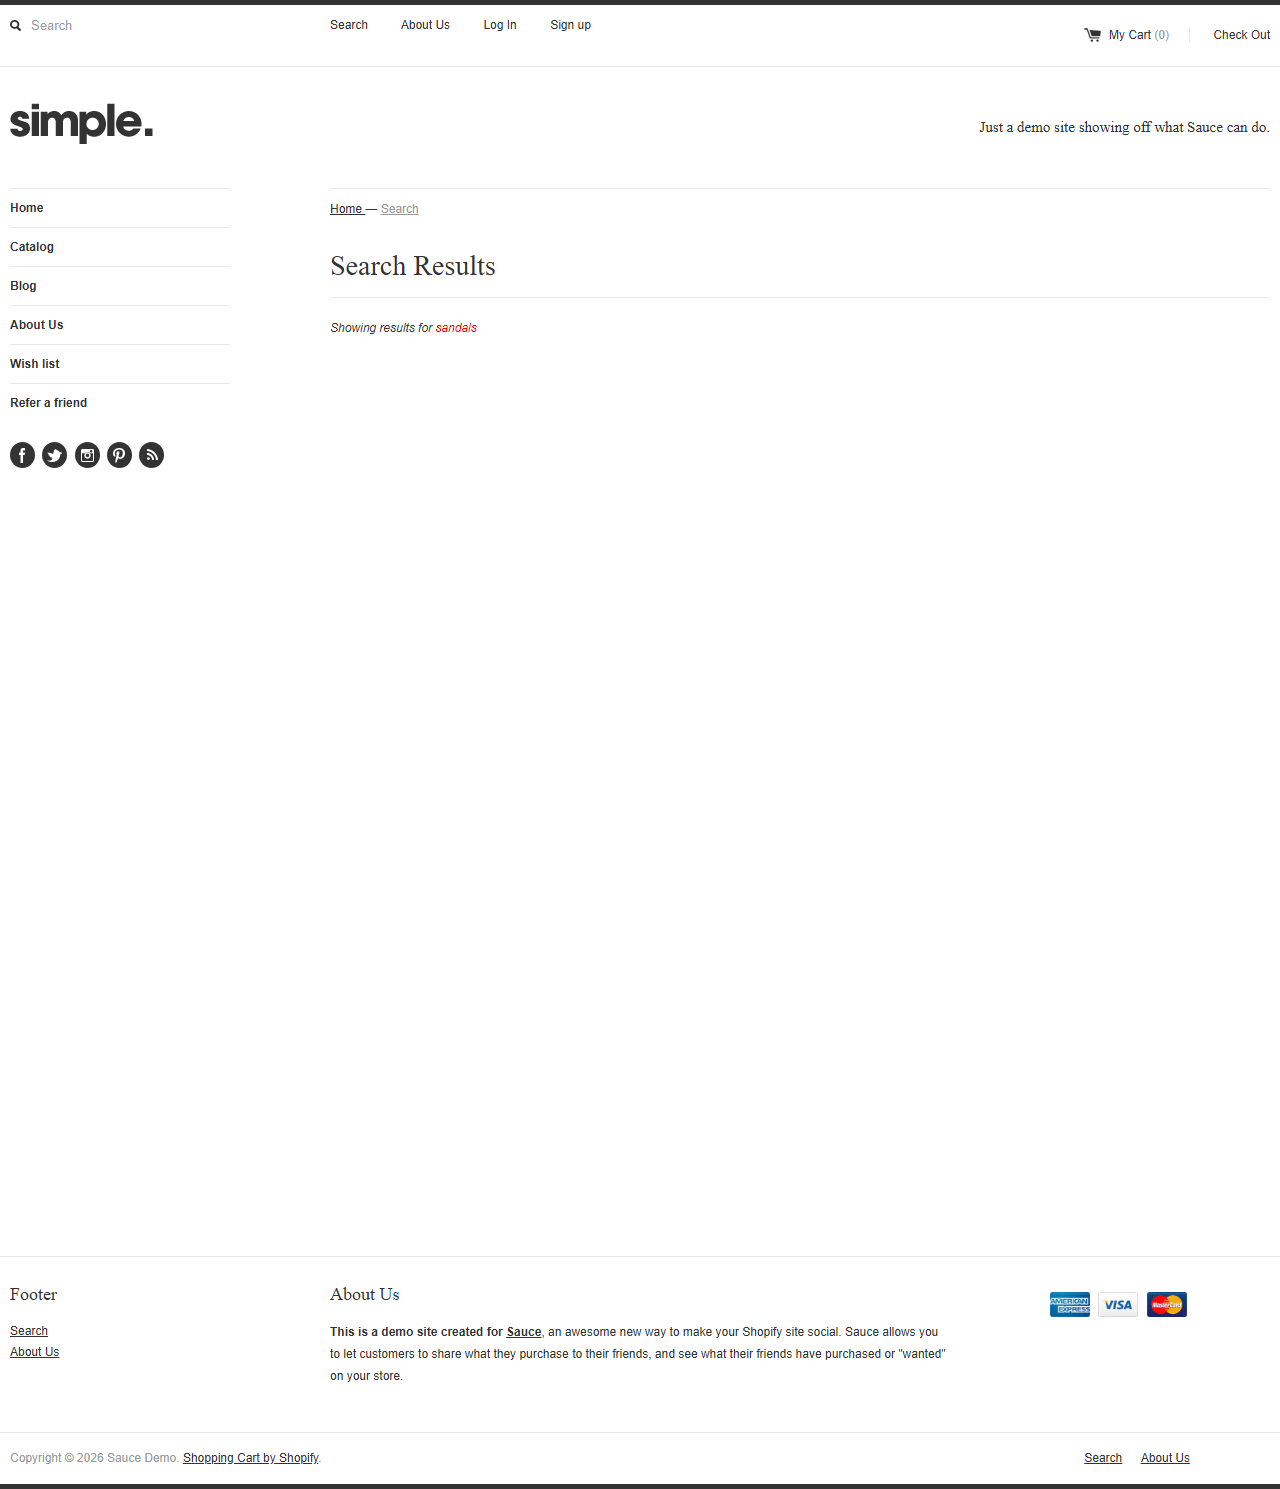 Search
Search About Us Log In Sign up
My Cart (0) Check Out
simple.
Just a demo site showing off what Sauce can do.
Home
Catalog
Blog
About Us
Wish list
Refer a friend
Home — Search
Search Results
Showing results for sandals
Footer
Search
About Us
About Us
This is a demo site created for Sauce, an awesome new way to make your Shopify site social. Sauce allows you
to let customers to share what they purchase to their friends, and see what their friends have purchased or "wanted"
on your store.
AMERICAN EXPRESS
VISA
MasterCard
Copyright © 2026 Sauce Demo. Shopping Cart by Shopify.
Search About Us